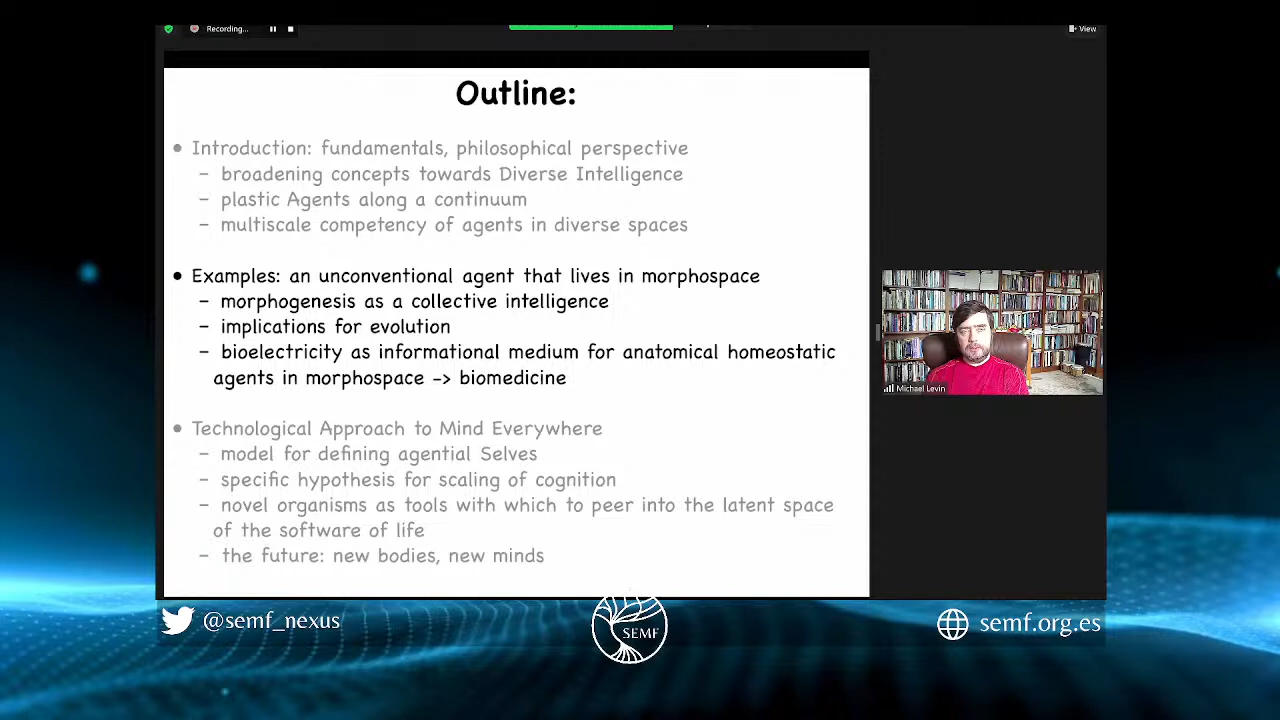 Recording...
View
Outline:
• Introduction: fundamentals, philosophical perspective
– broadening concepts towards Diverse Intelligence
– plastic Agents along a continuum
– multiscale competency of agents in diverse spaces
• Examples: an unconventional agent that lives in morphospace
– morphogenesis as a collective intelligence
– implications for evolution
– bioelectricity as informational medium for anatomical homeostatic
agents in morphospace -> biomedicine
• Technological Approach to Mind Everywhere
– model for defining agential Selves
– specific hypothesis for scaling of cognition
– novel organisms as tools with which to peer into the latent space
of the software of life
– the future: new bodies, new minds
Michael Levin
@semf_nexus
SEMF
semf.org.es